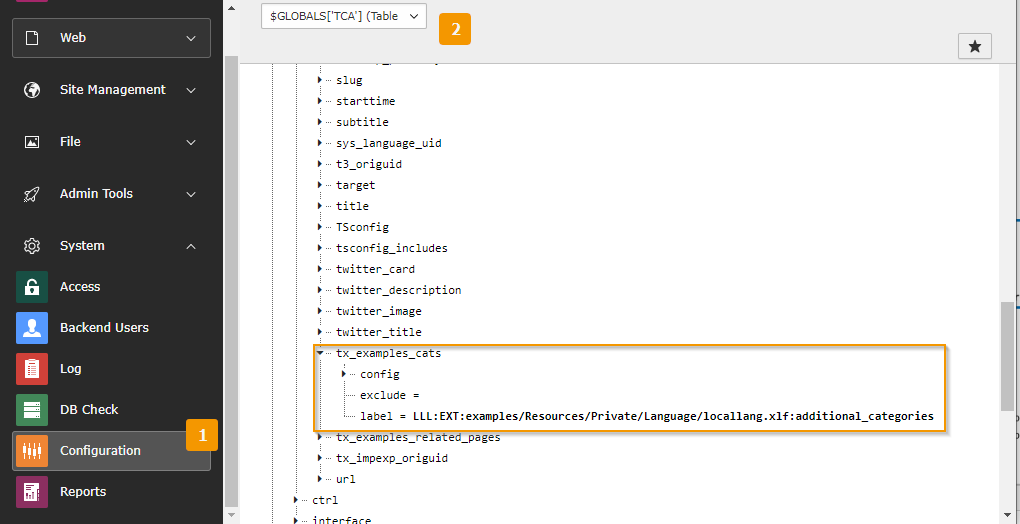 Web
Site Management
File
Admin Tools
System
Access
Backend Users
Log
DB Check
Configuration
1
Reports
$GLOBALS['TCA'] (Table
2
slug
starttime
subtitle
sys_language_uid
t3_origuid
target
title
TSconfig
tsconfig_includes
twitter_card
twitter_description
twitter_image
twitter_title
tx_examples_cats
config
exclude =
label = LLL:EXT:examples/Resources/Private/Language/locallang.xlf:additional_categories
tx_examples_related_pages
tx_impexp_origuid
url
ctrl
interface